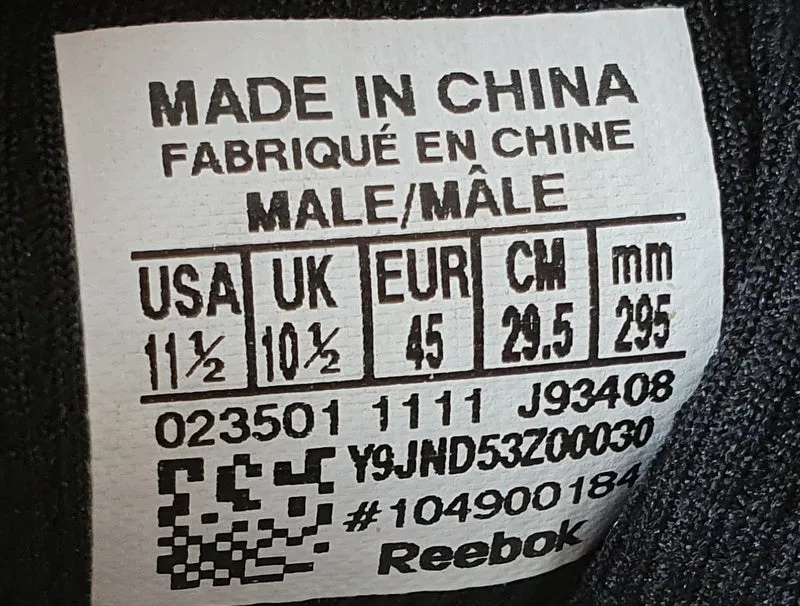 MADE IN CHINA
FABRIQUÉ EN CHINE
MALE/MÂLE
USA UK EUR CM mm
11½ 10½ 45 29.5 295
023501 1111 J93408
Y9JND53Z00030
#104900184
Reebok